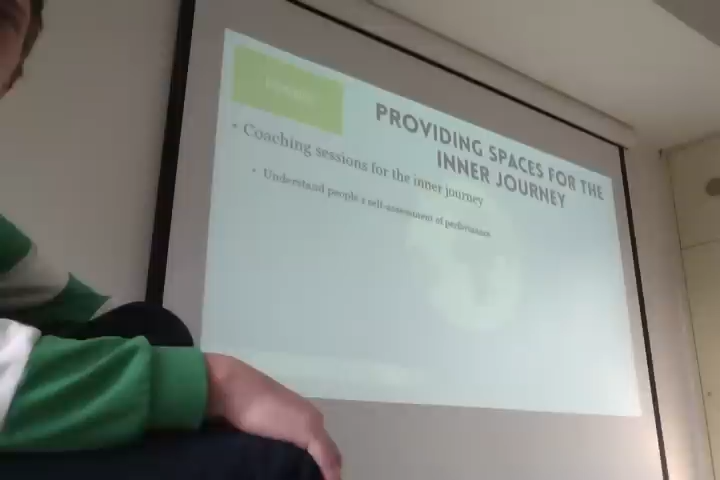 PROVIDING SPACES FOR THE
INNER JOURNEY
• Coaching sessions for the inner journey
• Understand people's self-assessment of performance